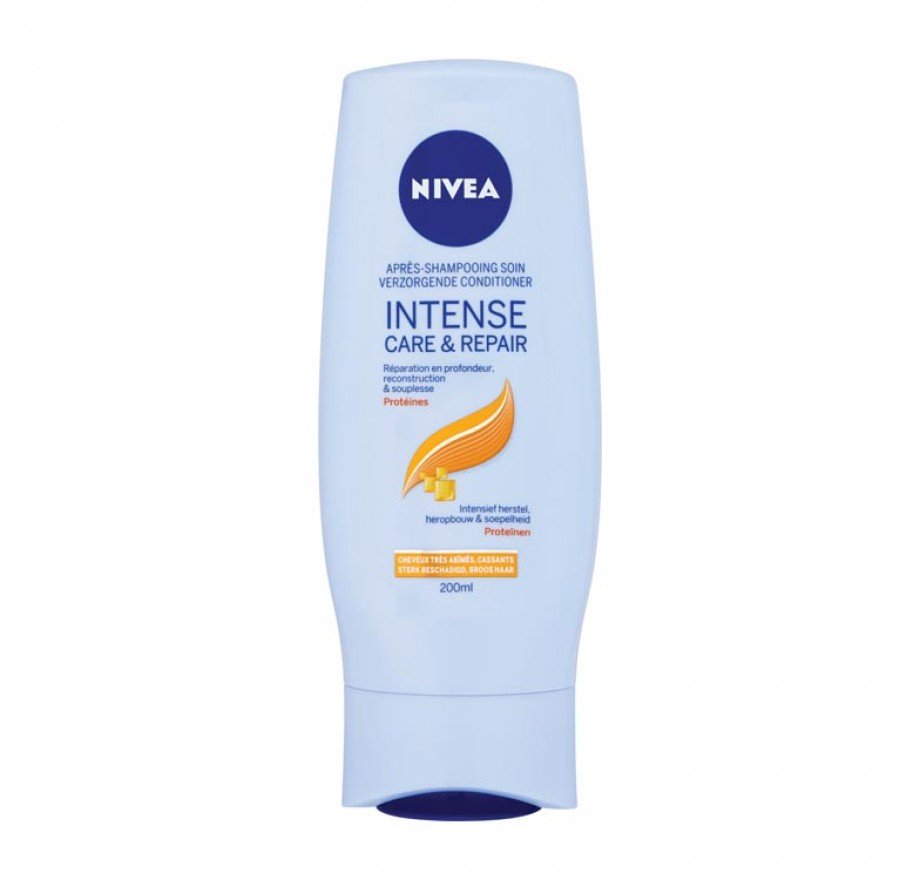 NIVEA
APRÈS-SHAMPOOING SOIN
VERZORGENDE CONDITIONER
INTENSE
CARE & REPAIR
Réparation en profondeur,
reconstruction
& souplesse
Protéines
Intensief herstel,
heropbouw & soepelheid
Proteïnen
CHEVEUX TRÈS ABÎMÉS, CASSANTS
STERK BESCHADIGD, BROOS HAAR
200ml